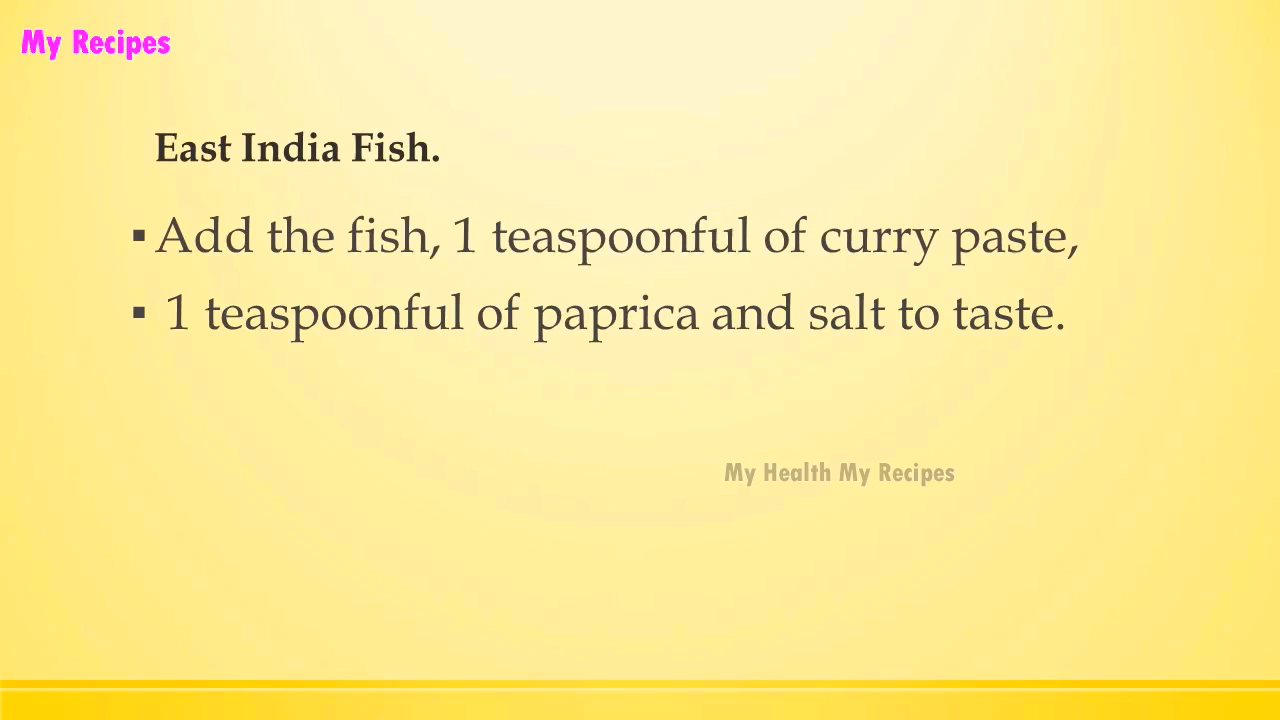 My Recipes
East India Fish.
▪ Add the fish, 1 teaspoonful of curry paste,
▪ 1 teaspoonful of paprica and salt to taste.
My Health My Recipes